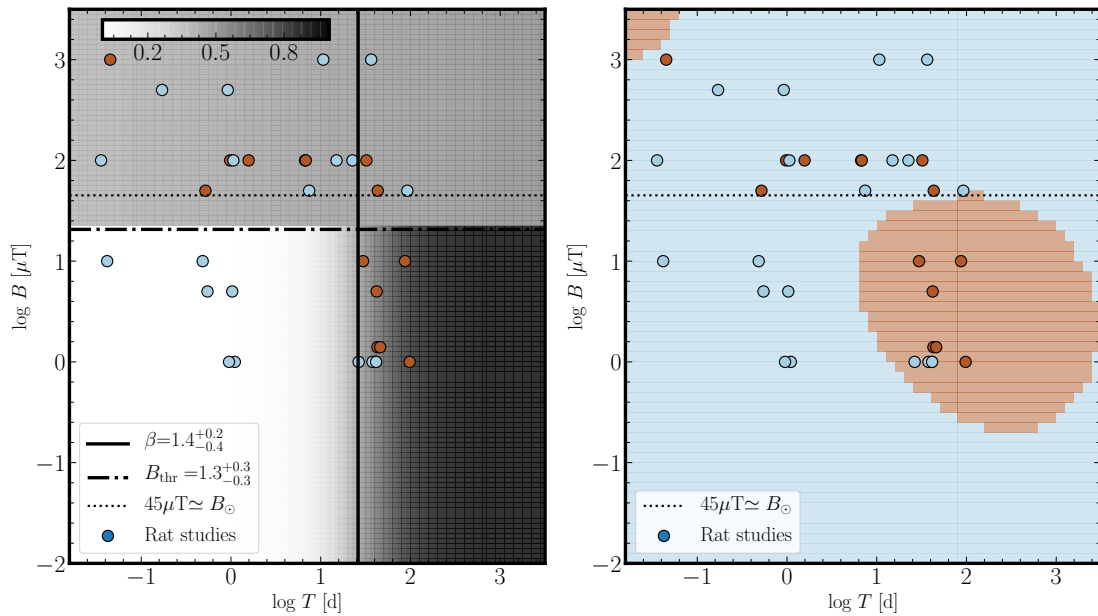 0.2 0.5 0.8
3
2
1
0
−1
−2
log B [μT]
−1 0 1 2 3
log T [d]
β=1.4+0.2−0.4
Bthr =1.3+0.3−0.3
45μT≃ B⊙
Rat studies
3
2
1
0
−1
−2
log B [μT]
−1 0 1 2 3
log T [d]
45μT≃ B⊙
Rat studies